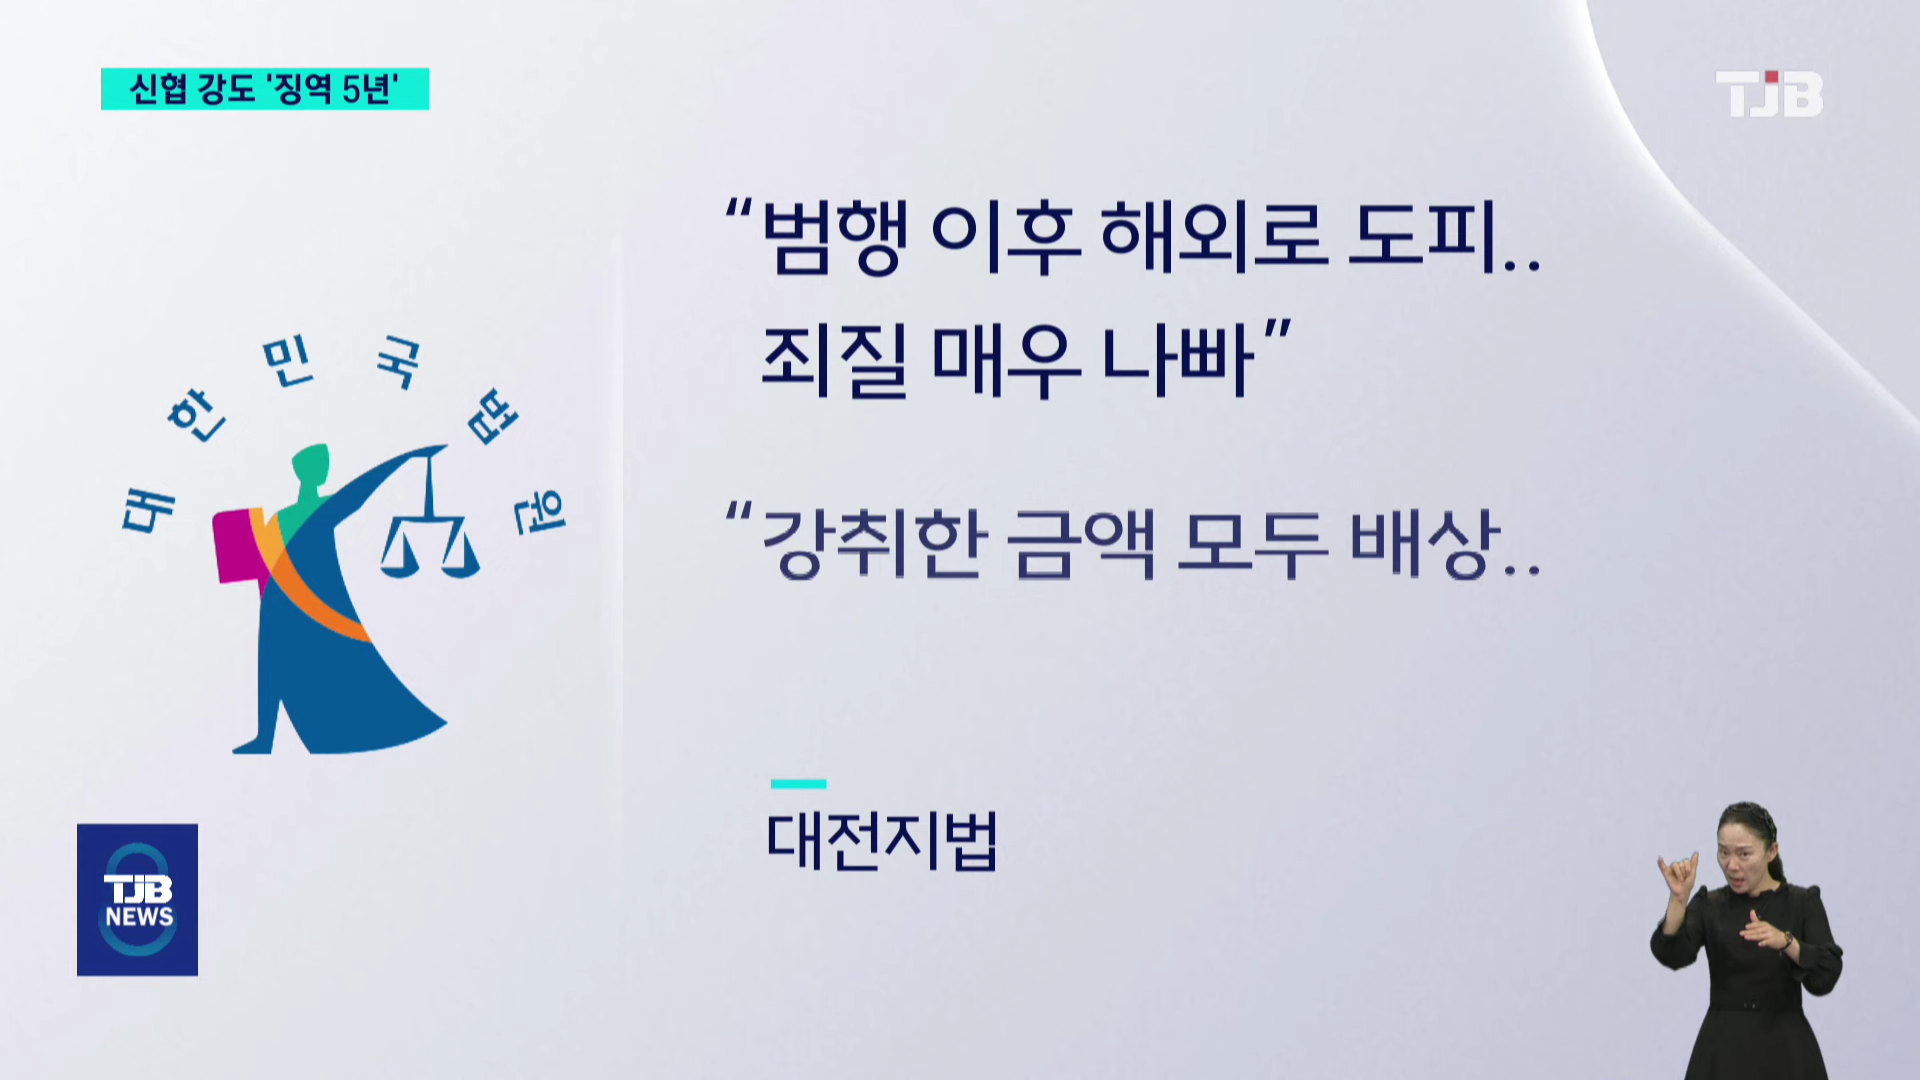 신협 강도 '징역 5년'
TJB
“범행 이후 해외로 도피..
죄질 매우 나빠”
대한민국법원
“강취한 금액 모두 배상..
대전지법
TJB
NEWS